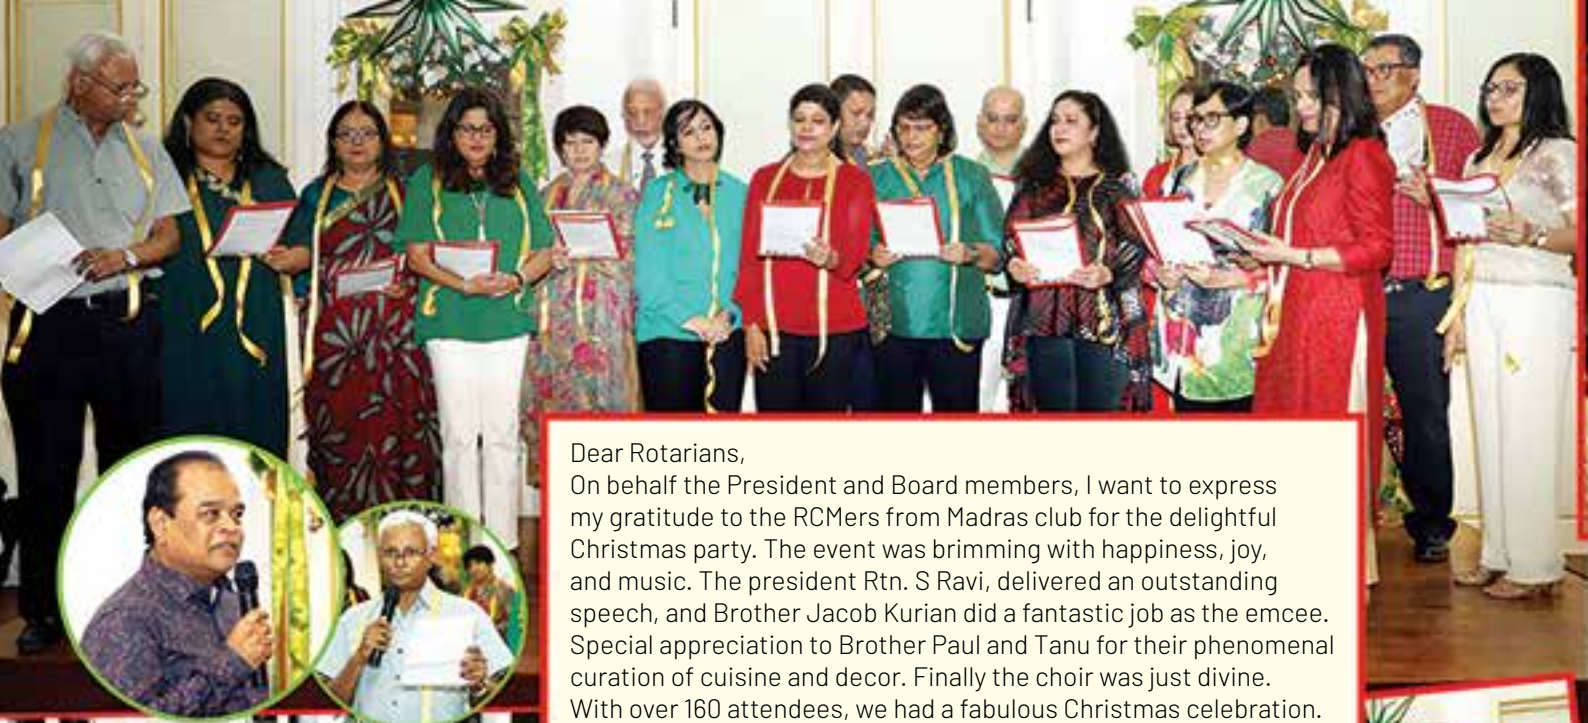 Dear Rotarians,
On behalf the President and Board members, I want to express
my gratitude to the RCMers from Madras club for the delightful
Christmas party. The event was brimming with happiness, joy,
and music. The president Rtn. S Ravi, delivered an outstanding
speech, and Brother Jacob Kurian did a fantastic job as the emcee.
Special appreciation to Brother Paul and Tanu for their phenomenal
curation of cuisine and decor. Finally the choir was just divine.
With over 160 attendees, we had a fabulous Christmas celebration.